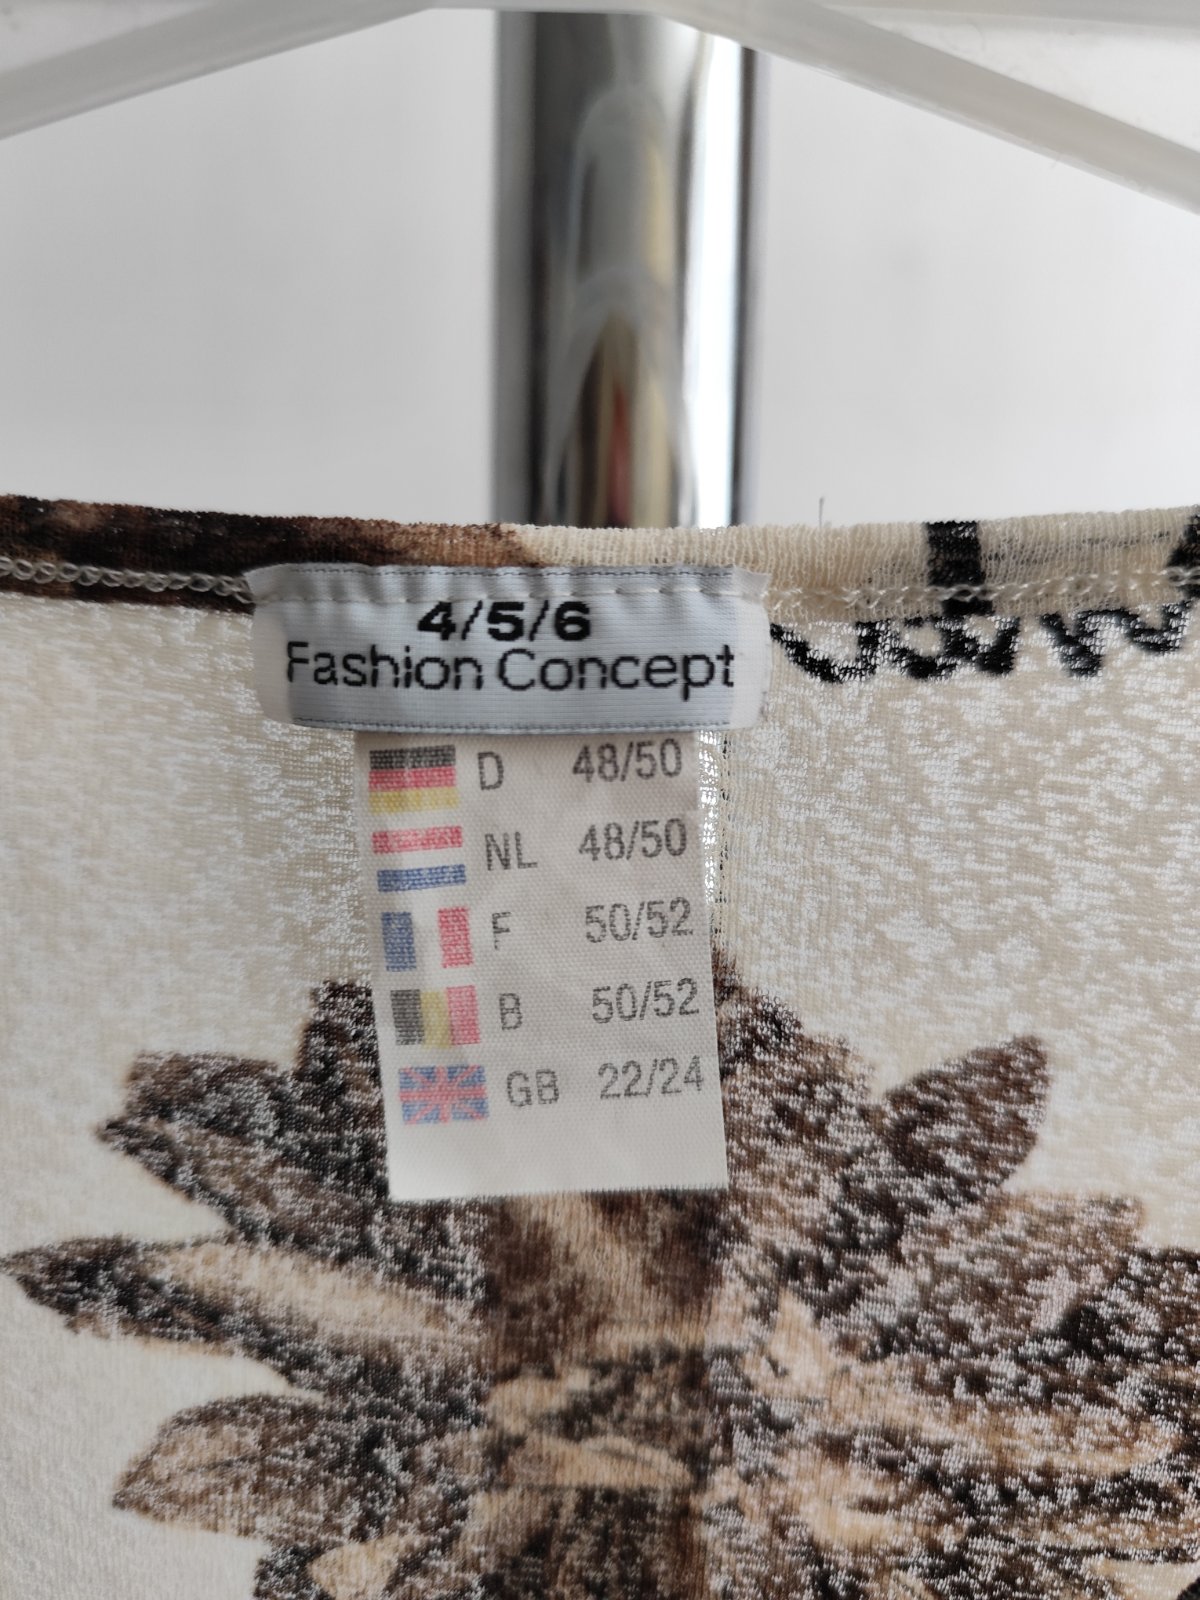 4/5/6
Fashion Concept
D 48/50
NL 48/50
F 50/52
B 50/52
GB 22/24